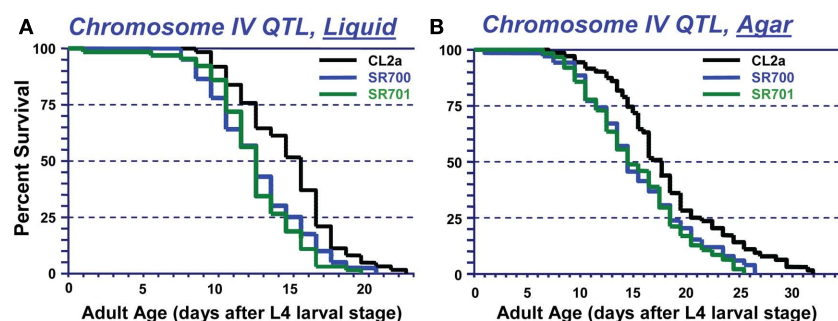 A
Chromosome IV QTL, Liquid
Percent Survival
100
75
50
25
0
CL2a
SR700
SR701
0 5 10 15 20
Adult Age (days after L4 larval stage)
B
Chromosome IV QTL, Agar
100
75
50
25
0
CL2a
SR700
SR701
0 5 10 15 20 25 30
Adult Age (days after L4 larval stage)